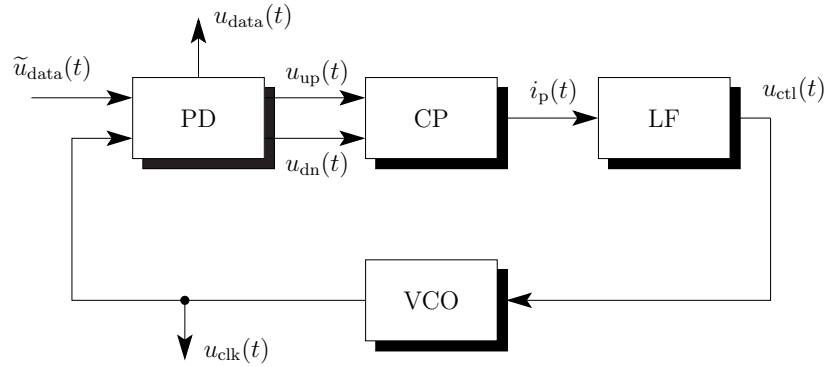 u_data(t)
ũ_data(t)
u_up(t)
i_p(t)
u_ctl(t)
PD
CP
LF
u_dn(t)
VCO
u_clk(t)